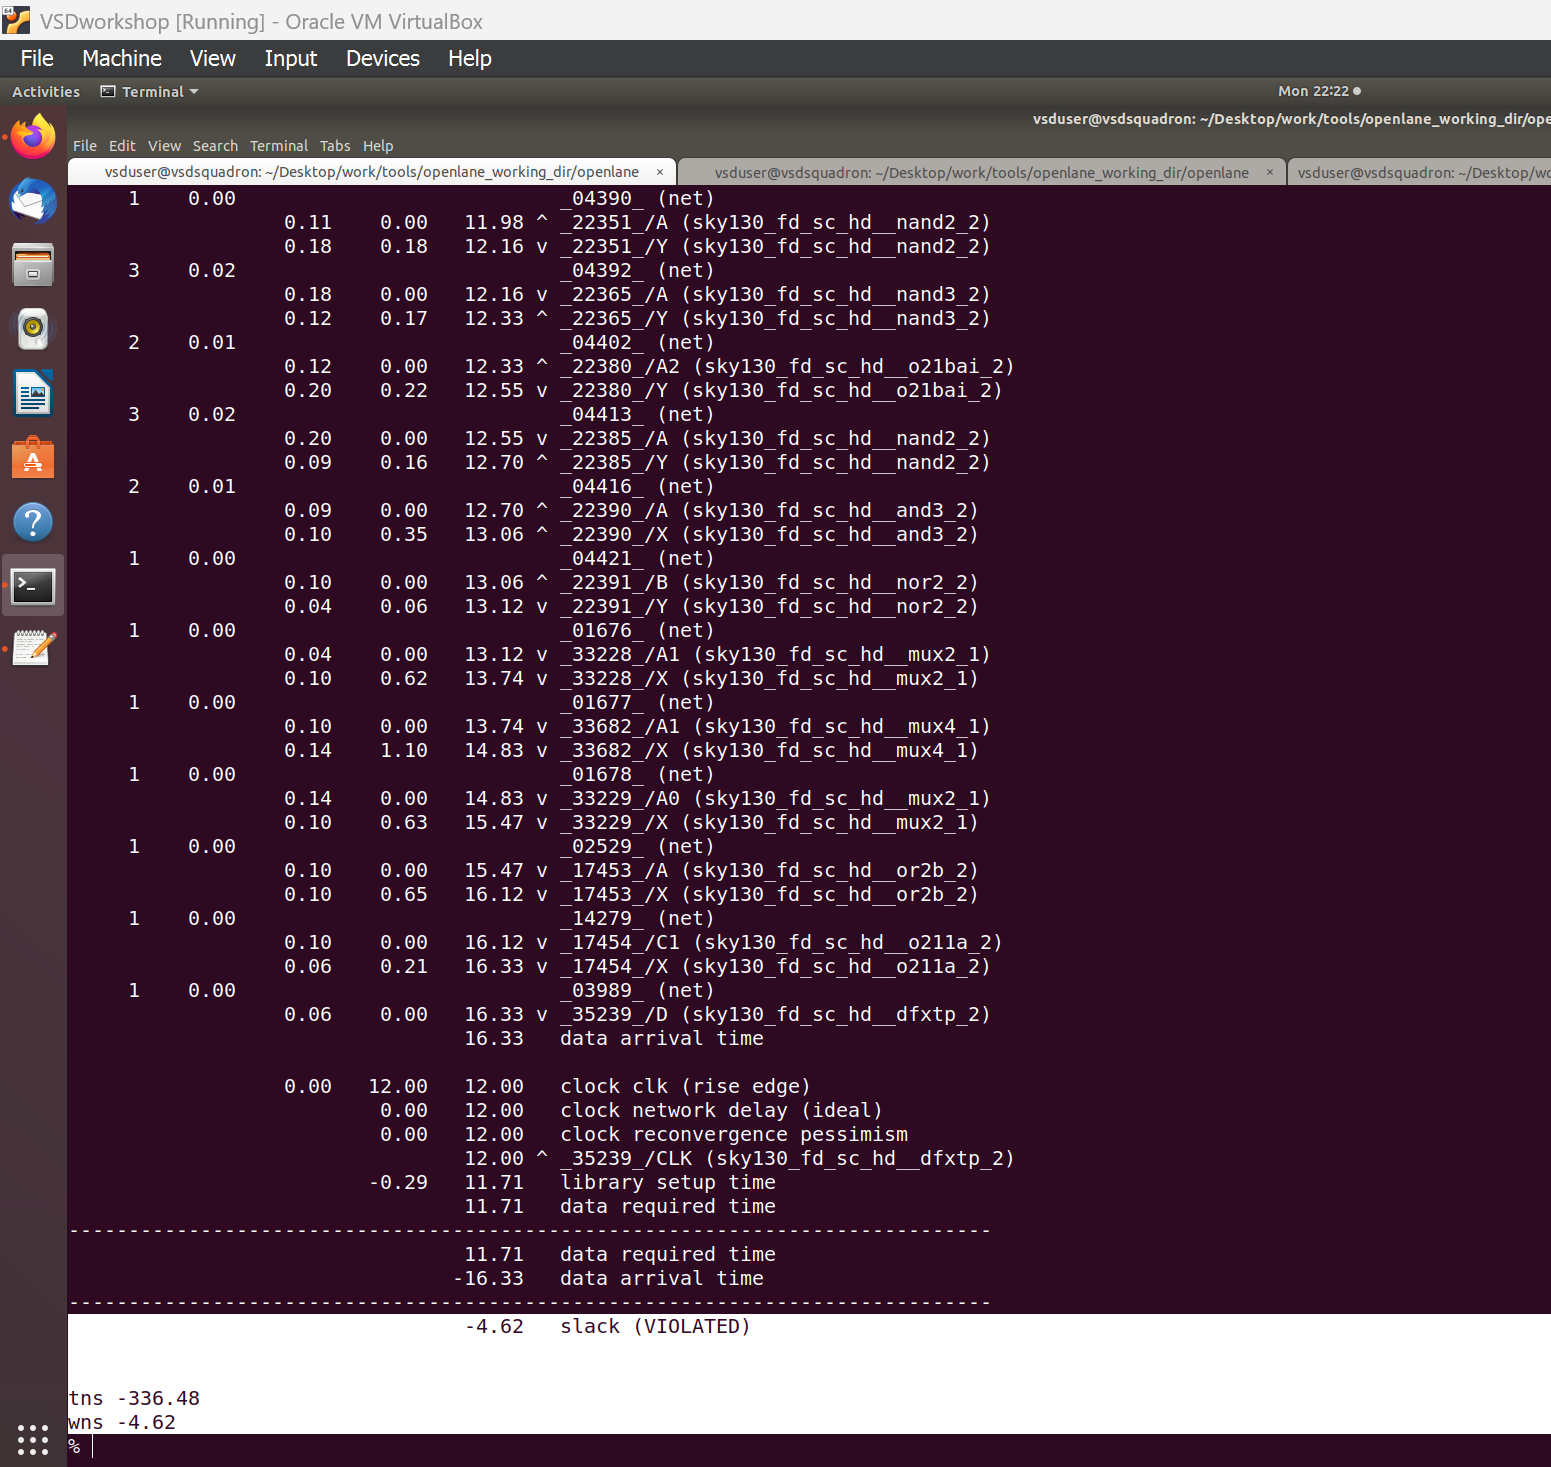 VSDworkshop [Running] - Oracle VM VirtualBox
File Machine View Input Devices Help
Activities Terminal Mon 22:22
vsduser@vsdsquadron: ~/Desktop/work/tools/openlane_working_dir/ope
File Edit View Search Terminal Tabs Help
vsduser@vsdsquadron: ~/Desktop/work/tools/openlane_working_dir/openlane × vsduser@vsdsquadron: ~/Desktop/work/tools/openlane_working_dir/openlane × vsduser@vsdsquadron: ~/Desktop/wo
1 0.00 _04390_ (net)
0.11 0.00 11.98 ^ _22351_/A (sky130_fd_sc_hd__nand2_2)
0.18 0.18 12.16 v _22351_/Y (sky130_fd_sc_hd__nand2_2)
3 0.02 _04392_ (net)
0.18 0.00 12.16 v _22365_/A (sky130_fd_sc_hd__nand3_2)
0.12 0.17 12.33 ^ _22365_/Y (sky130_fd_sc_hd__nand3_2)
2 0.01 _04402_ (net)
0.12 0.00 12.33 ^ _22380_/A2 (sky130_fd_sc_hd__o21bai_2)
0.20 0.22 12.55 v _22380_/Y (sky130_fd_sc_hd__o21bai_2)
3 0.02 _04413_ (net)
0.20 0.00 12.55 v _22385_/A (sky130_fd_sc_hd__nand2_2)
0.09 0.16 12.70 ^ _22385_/Y (sky130_fd_sc_hd__nand2_2)
2 0.01 _04416_ (net)
0.09 0.00 12.70 ^ _22390_/A (sky130_fd_sc_hd__and3_2)
0.10 0.35 13.06 ^ _22390_/X (sky130_fd_sc_hd__and3_2)
1 0.00 _04421_ (net)
0.10 0.00 13.06 ^ _22391_/B (sky130_fd_sc_hd__nor2_2)
0.04 0.06 13.12 v _22391_/Y (sky130_fd_sc_hd__nor2_2)
1 0.00 _01676_ (net)
0.04 0.00 13.12 v _33228_/A1 (sky130_fd_sc_hd__mux2_1)
0.10 0.62 13.74 v _33228_/X (sky130_fd_sc_hd__mux2_1)
1 0.00 _01677_ (net)
0.10 0.00 13.74 v _33682_/A1 (sky130_fd_sc_hd__mux4_1)
0.14 1.10 14.83 v _33682_/X (sky130_fd_sc_hd__mux4_1)
1 0.00 _01678_ (net)
0.14 0.00 14.83 v _33229_/A0 (sky130_fd_sc_hd__mux2_1)
0.10 0.63 15.47 v _33229_/X (sky130_fd_sc_hd__mux2_1)
1 0.00 _02529_ (net)
0.10 0.00 15.47 v _17453_/A (sky130_fd_sc_hd__or2b_2)
0.10 0.65 16.12 v _17453_/X (sky130_fd_sc_hd__or2b_2)
1 0.00 _14279_ (net)
0.10 0.00 16.12 v _17454_/C1 (sky130_fd_sc_hd__o211a_2)
0.06 0.21 16.33 v _17454_/X (sky130_fd_sc_hd__o211a_2)
1 0.00 _03989_ (net)
0.06 0.00 16.33 v _35239_/D (sky130_fd_sc_hd__dfxtp_2)
16.33 data arrival time
0.00 12.00 12.00 clock clk (rise edge)
0.00 12.00 clock network delay (ideal)
0.00 12.00 clock reconvergence pessimism
12.00 ^ _35239_/CLK (sky130_fd_sc_hd__dfxtp_2)
-0.29 11.71 library setup time
11.71 data required time
-----------------------------------------------------------------------------
11.71 data required time
-16.33 data arrival time
-----------------------------------------------------------------------------
-4.62 slack (VIOLATED)
tns -336.48
wns -4.62
%